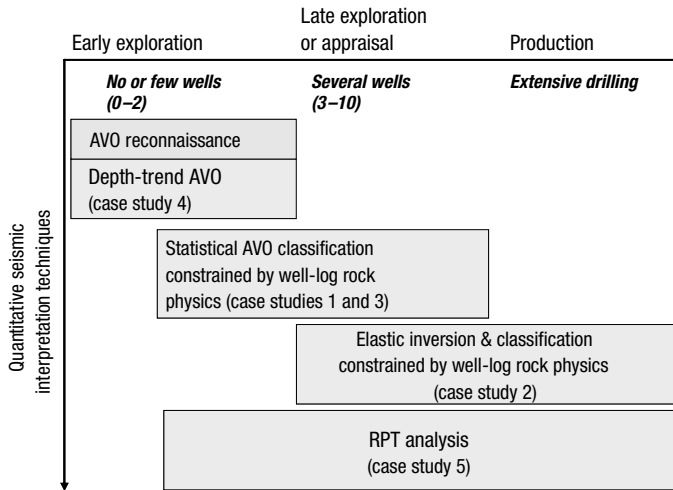 Early exploration
Late exploration
or appraisal
Production
No or few wells
(0–2)
Several wells
(3–10)
Extensive drilling
AVO reconnaissance
Depth-trend AVO
(case study 4)
Statistical AVO classification
constrained by well-log rock
physics (case studies 1 and 3)
Elastic inversion & classification
constrained by well-log rock physics
(case study 2)
RPT analysis
(case study 5)
Quantitative seismic
interpretation techniques